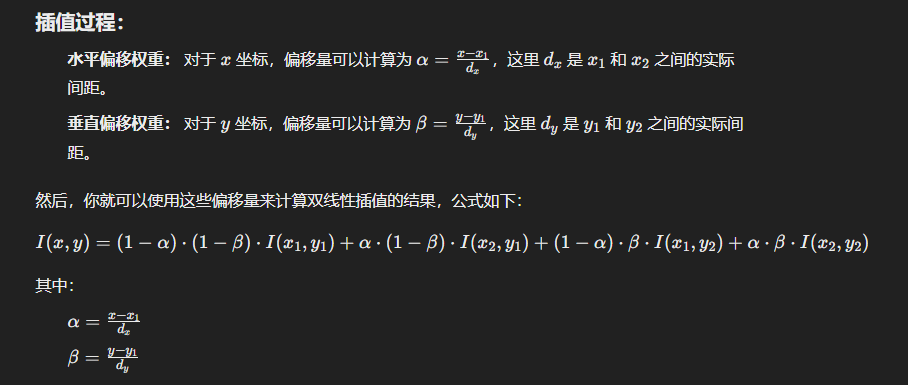 插值过程：
水平偏移权重： 对于 $x$ 坐标，偏移量可以计算为 $\alpha = \frac{x-x_1}{d_x}$，这里 $d_x$ 是 $x_1$ 和 $x_2$ 之间的实际
间距。
垂直偏移权重： 对于 $y$ 坐标，偏移量可以计算为 $\beta = \frac{y-y_1}{d_y}$，这里 $d_y$ 是 $y_1$ 和 $y_2$ 之间的实际间
距。
然后，你就可以使用这些偏移量来计算双线性插值的结果，公式如下：
$I(x,y) = (1-\alpha) \cdot (1-\beta) \cdot I(x_1,y_1) + \alpha \cdot (1-\beta) \cdot I(x_2,y_1) + (1-\alpha) \cdot \beta \cdot I(x_1,y_2) + \alpha \cdot \beta \cdot I(x_2,y_2)$
其中：
$\alpha = \frac{x-x_1}{d_x}$
$\beta = \frac{y-y_1}{d_y}$